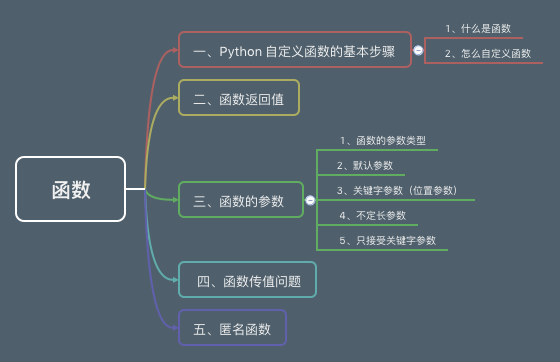 函数
一、Python 自定义函数的基本步骤
1、什么是函数
2、怎么自定义函数
二、函数返回值
三、函数的参数
1、函数的参数类型
2、默认参数
3、关键字参数（位置参数）
4、不定长参数
5、只接受关键字参数
四、函数传值问题
五、匿名函数